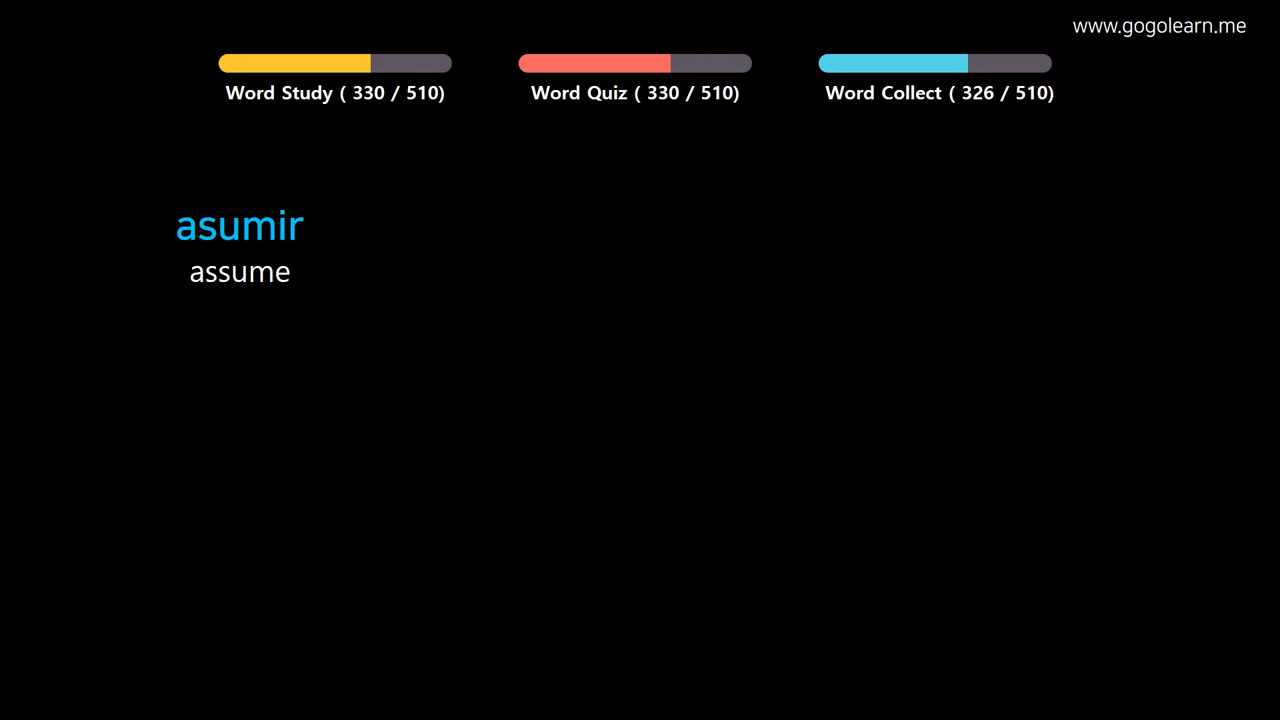 www.gogolearn.me
Word Study ( 330 / 510)
Word Quiz ( 330 / 510)
Word Collect ( 326 / 510)
asumir
assume